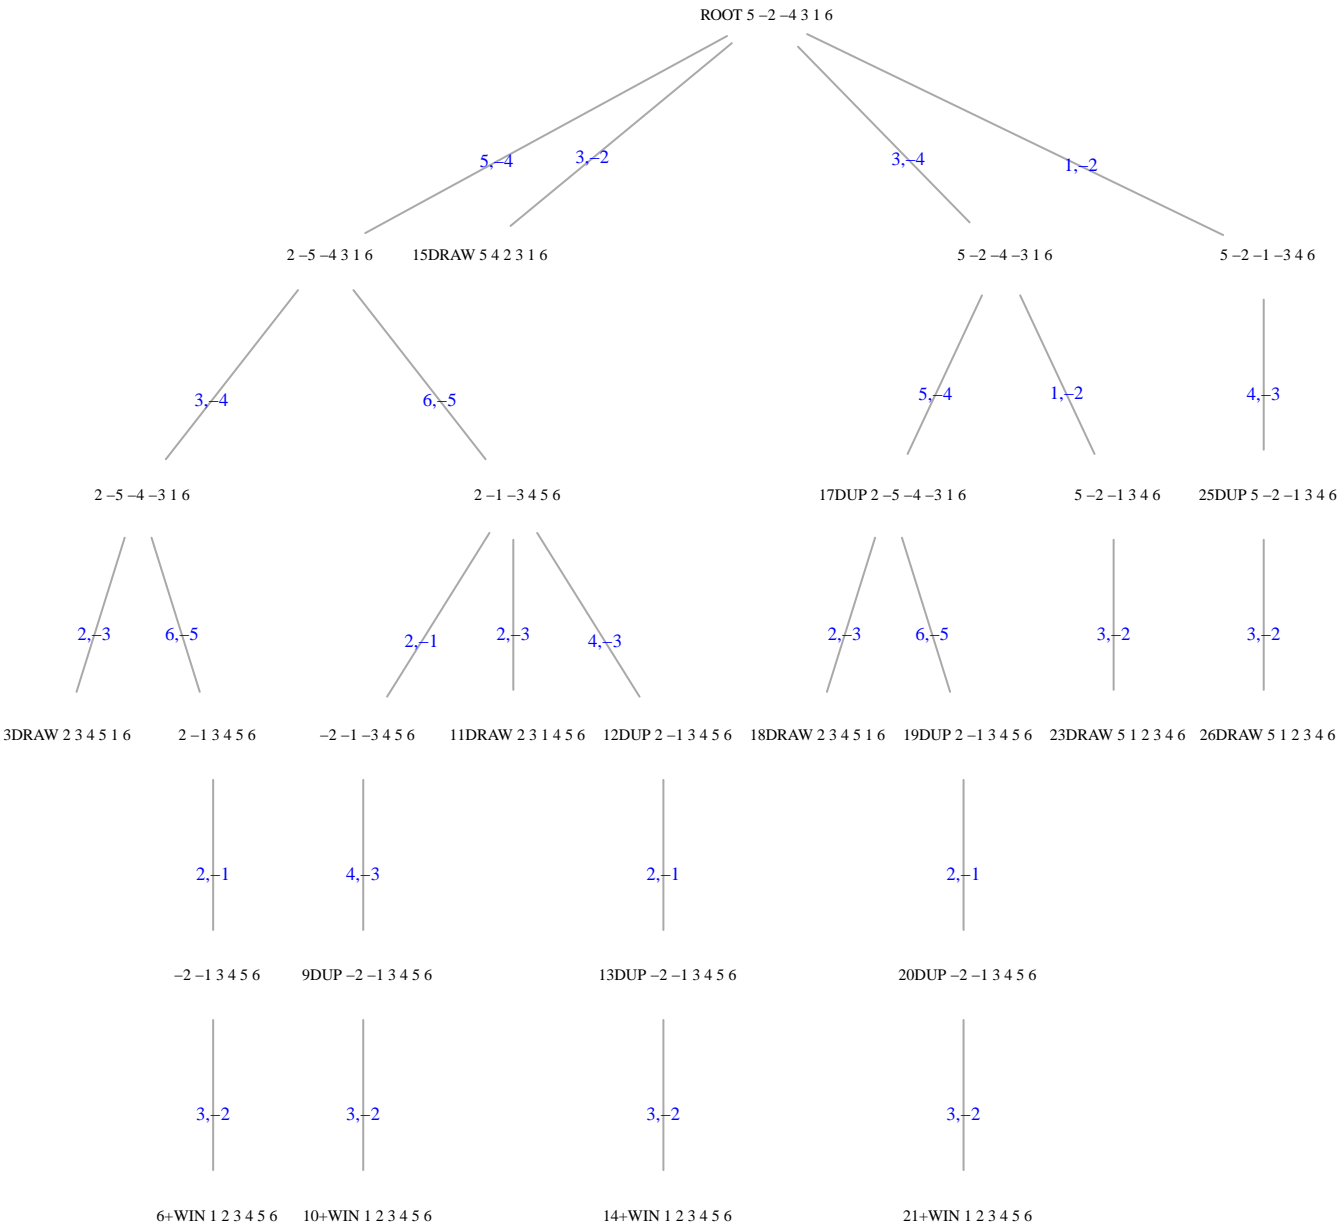 ROOT 5 −2 −4 3 1 6
5,−4 3,−2 3,−4 1,−2
2 −5 −4 3 1 6 15DRAW 5 4 2 3 1 6 5 −2 −4 −3 1 6 5 −2 −1 −3 4 6
3,−4 6,−5 5,−4 1,−2 4,−3
2 −5 −4 −3 1 6 2 −1 −3 4 5 6 17DUP 2 −5 −4 −3 1 6 5 −2 −1 3 4 6 25DUP 5 −2 −1 3 4 6
2,−3 6,−5 2,−1 2,−3 4,−3 2,−3 6,−5 3,−2 3,−2
3DRAW 2 3 4 5 1 6 2 −1 3 4 5 6 −2 −1 −3 4 5 6 11DRAW 2 3 1 4 5 6 12DUP 2 −1 3 4 5 6 18DRAW 2 3 4 5 1 6 19DUP 2 −1 3 4 5 6 23DRAW 5 1 2 3 4 6 26DRAW 5 1 2 3 4 6
2,−1 4,−3 2,−1 2,−1
−2 −1 3 4 5 6 9DUP −2 −1 3 4 5 6 13DUP −2 −1 3 4 5 6 20DUP −2 −1 3 4 5 6
3,−2 3,−2 3,−2 3,−2
6+WIN 1 2 3 4 5 6 10+WIN 1 2 3 4 5 6 14+WIN 1 2 3 4 5 6 21+WIN 1 2 3 4 5 6